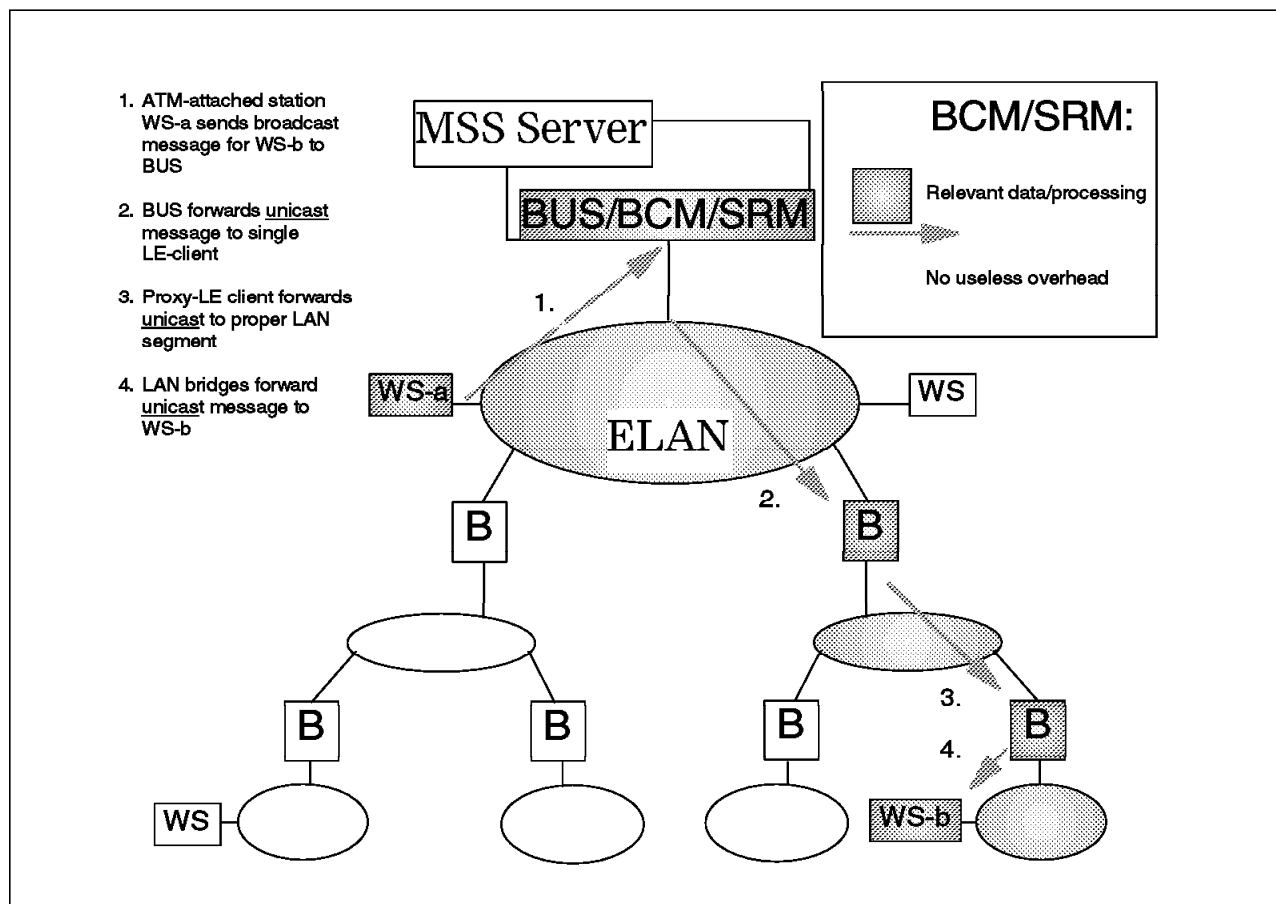 1. ATM-attached station
WS-a sends broadcast
message for WS-b to
BUS
2. BUS forwards unicast
message to single
LE-client
3. Proxy-LE client forwards
unicast to proper LAN
segment
4. LAN bridges forward
unicast message to
WS-b
MSS Server
BUS/BCM/SRM
BCM/SRM:
Relevant data/processing
No useless overhead
1.
WS-a
ELAN
WS
2.
B
B
3.
B
B
B
B
4.
WS
WS-b